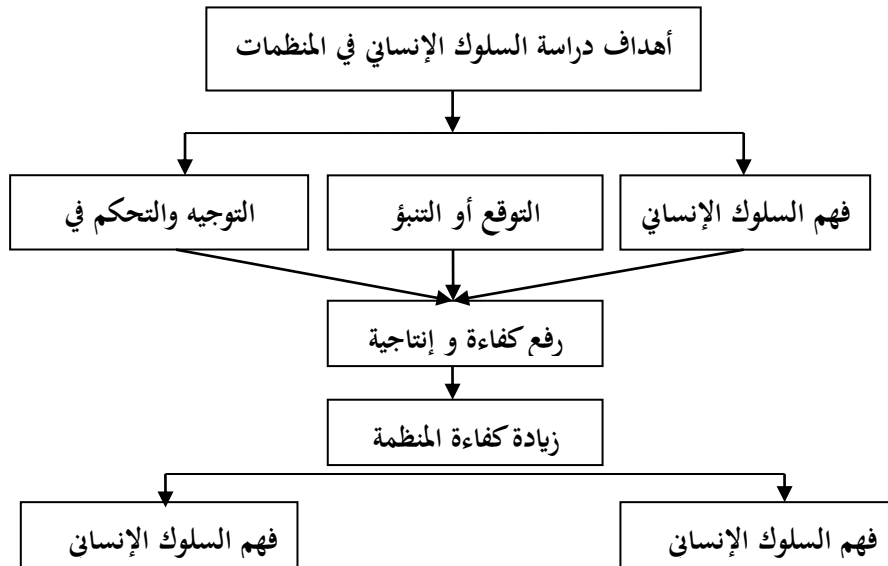 أهداف دراسة السلوك الإنساني في المنظمات
فهم السلوك الإنساني
التوقع أو التنبؤ
التوجيه والتحكم في
رفع كفاءة و إنتاجية
زيادة كفاءة المنظمة
فهم السلوك الإنساني
فهم السلوك الإنساني